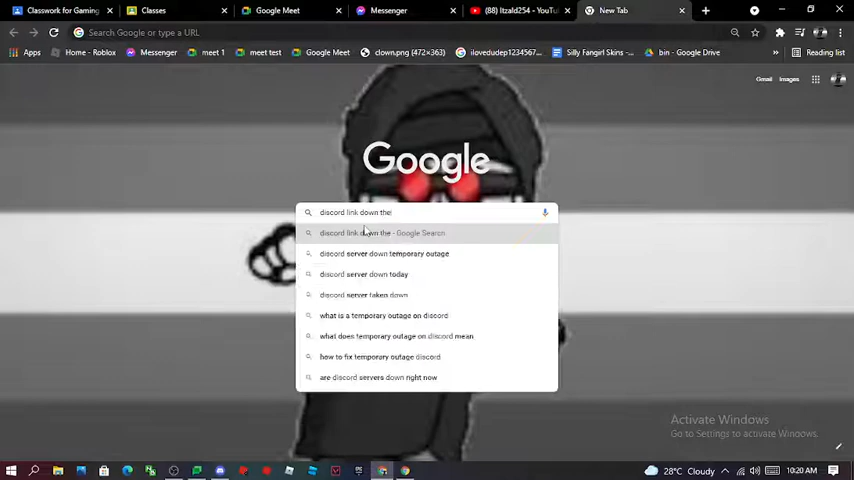 Classwork for Gaming
Classes
Google Meet
Messenger
(88) Itzald254 - YouTu
New Tab
Search Google or type a URL
Apps
Home - Roblox
Messenger
meet 1
meet test
Google Meet
clown.png (472×363)
ilovedudep1234567...
Silly Fangirl Skins -...
bin - Google Drive
Reading list
Gmail
Images
Google
discord link down the
discord link down the - Google Search
discord server down temporary outage
discord server down today
discord server taken down
what is a temporary outage on discord
what does temporary outage on discord mean
how to fix temporary outage discord
are discord servers down right now
Activate Windows
Go to Settings to activate Windows.
28°C Cloudy
10:20 AM